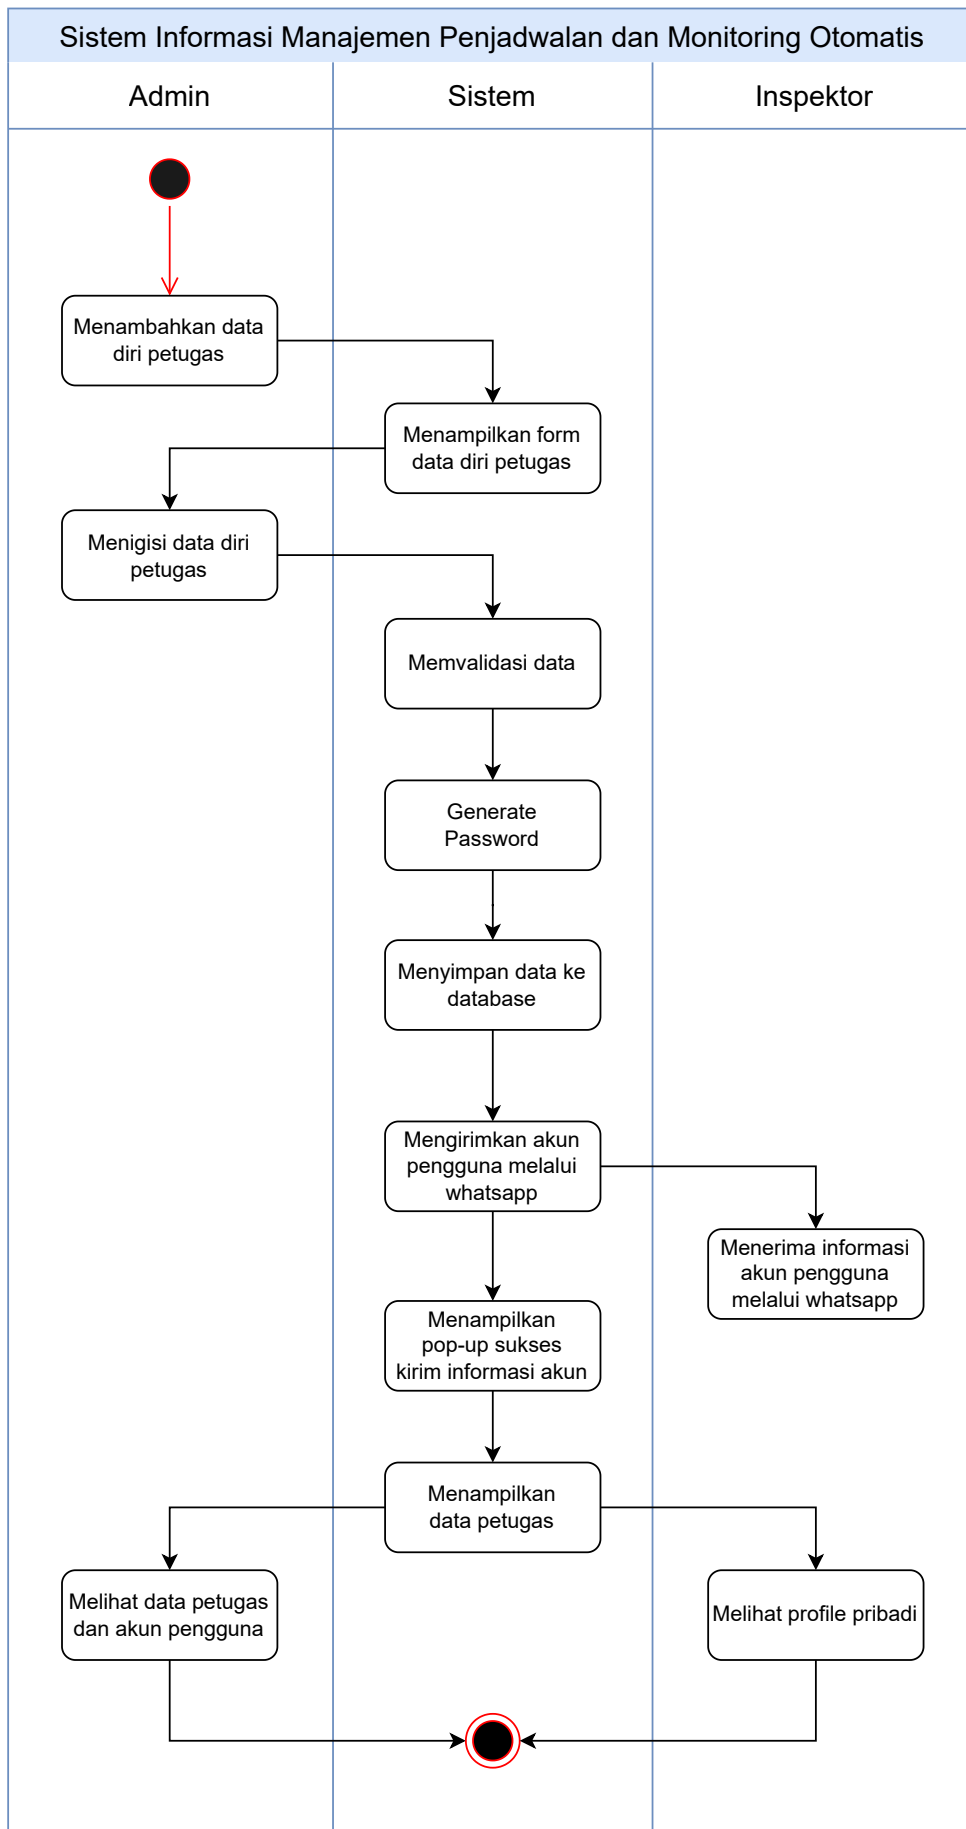 Sistem Informasi Manajemen Penjadwalan dan Monitoring Otomatis
Admin
Sistem
Inspektor
Menambahkan data
diri petugas
Menampilkan form
data diri petugas
Menigisi data diri
petugas
Memvalidasi data
Generate
Password
Menyimpan data ke
database
Mengirimkan akun
pengguna melalui
whatsapp
Menerima informasi
akun pengguna
melalui whatsapp
Menampilkan
pop-up sukses
kirim informasi akun
Menampilkan
data petugas
Melihat data petugas
dan akun pengguna
Melihat profile pribadi